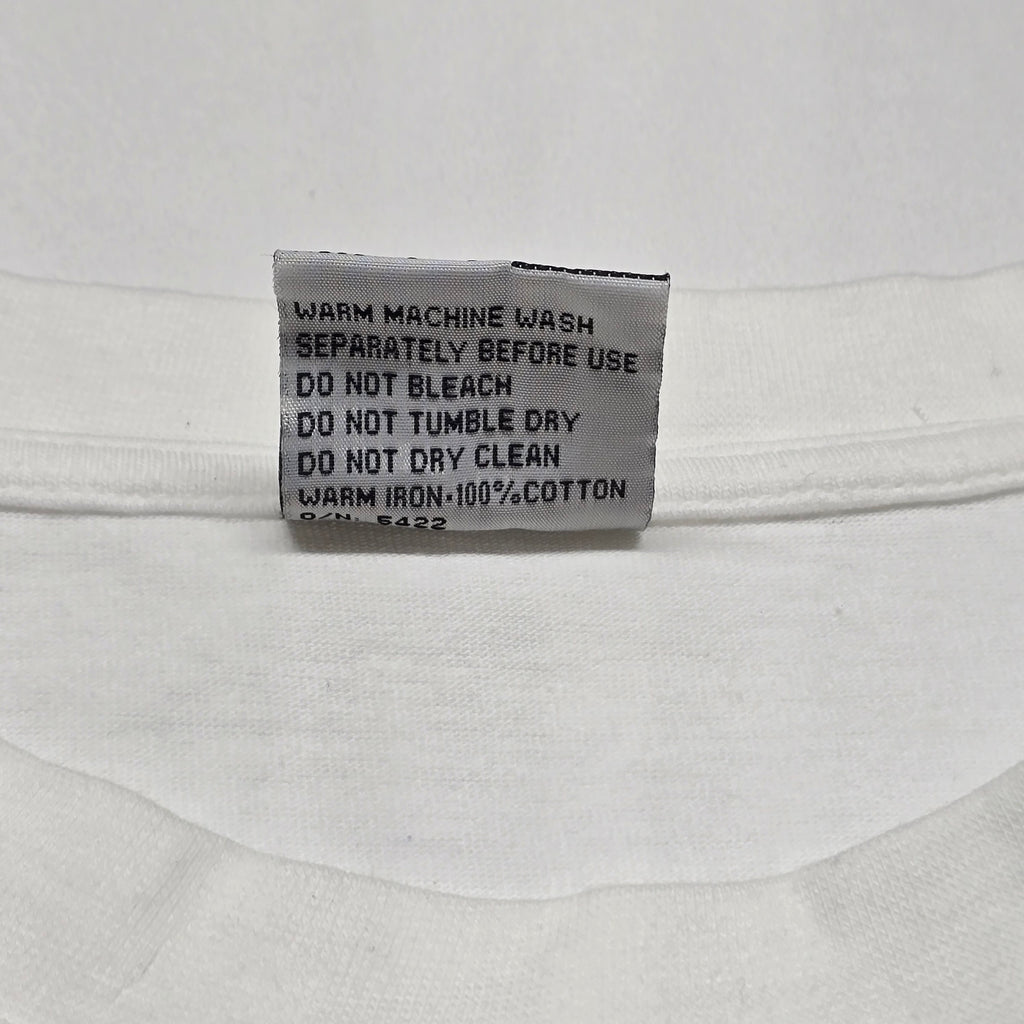 WARM MACHINE WASH
SEPARATELY BEFORE USE
DO NOT BLEACH
DO NOT TUMBLE DRY
DO NOT DRY CLEAN
WARM IRON·100%COTTON
O/N: 5422